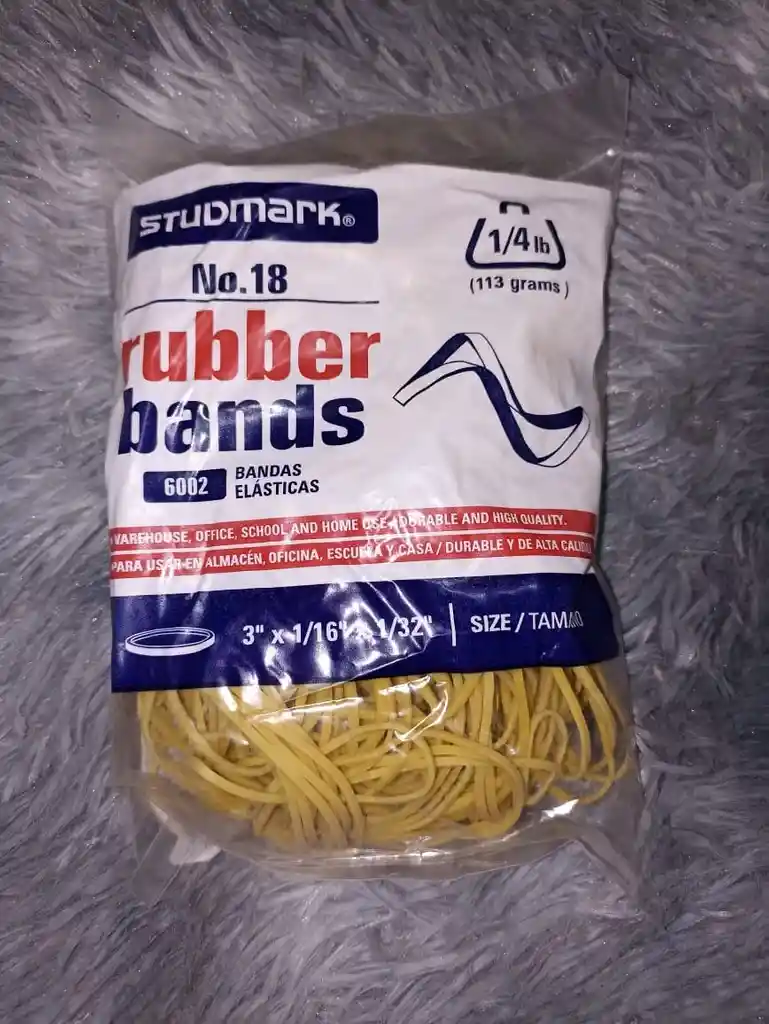 STUDMARK®
No.18
rubber
bands
6002
BANDAS
ELÁSTICAS
1/4 lb
(113 grams)
WAREHOUSE, OFFICE, SCHOOL AND HOME USE / DURABLE AND HIGH QUALITY.
PARA USAR EN ALMACÉN, OFICINA, ESCUELA Y CASA / DURABLE Y DE ALTA CALIDAD
3" x 1/16" x 1/32" | SIZE / TAMAÑO